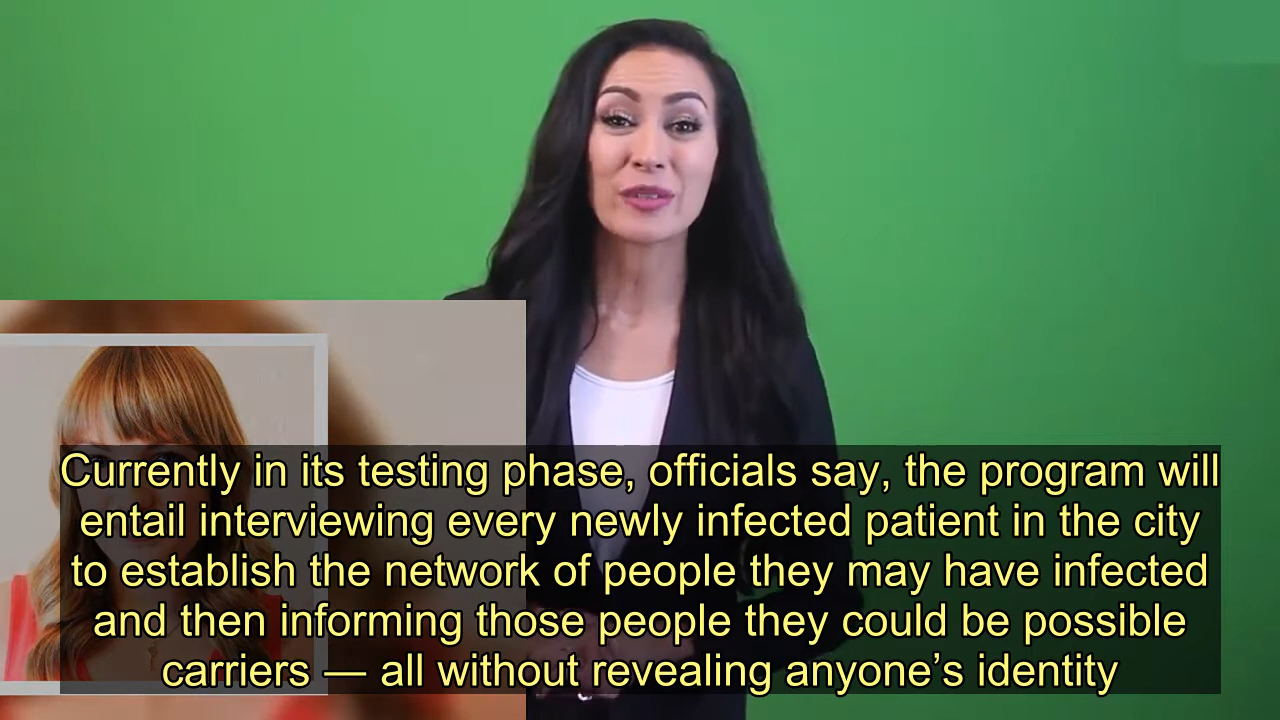 Currently in its testing phase, officials say, the program will
entail interviewing every newly infected patient in the city
to establish the network of people they may have infected
and then informing those people they could be possible
carriers — all without revealing anyone’s identity